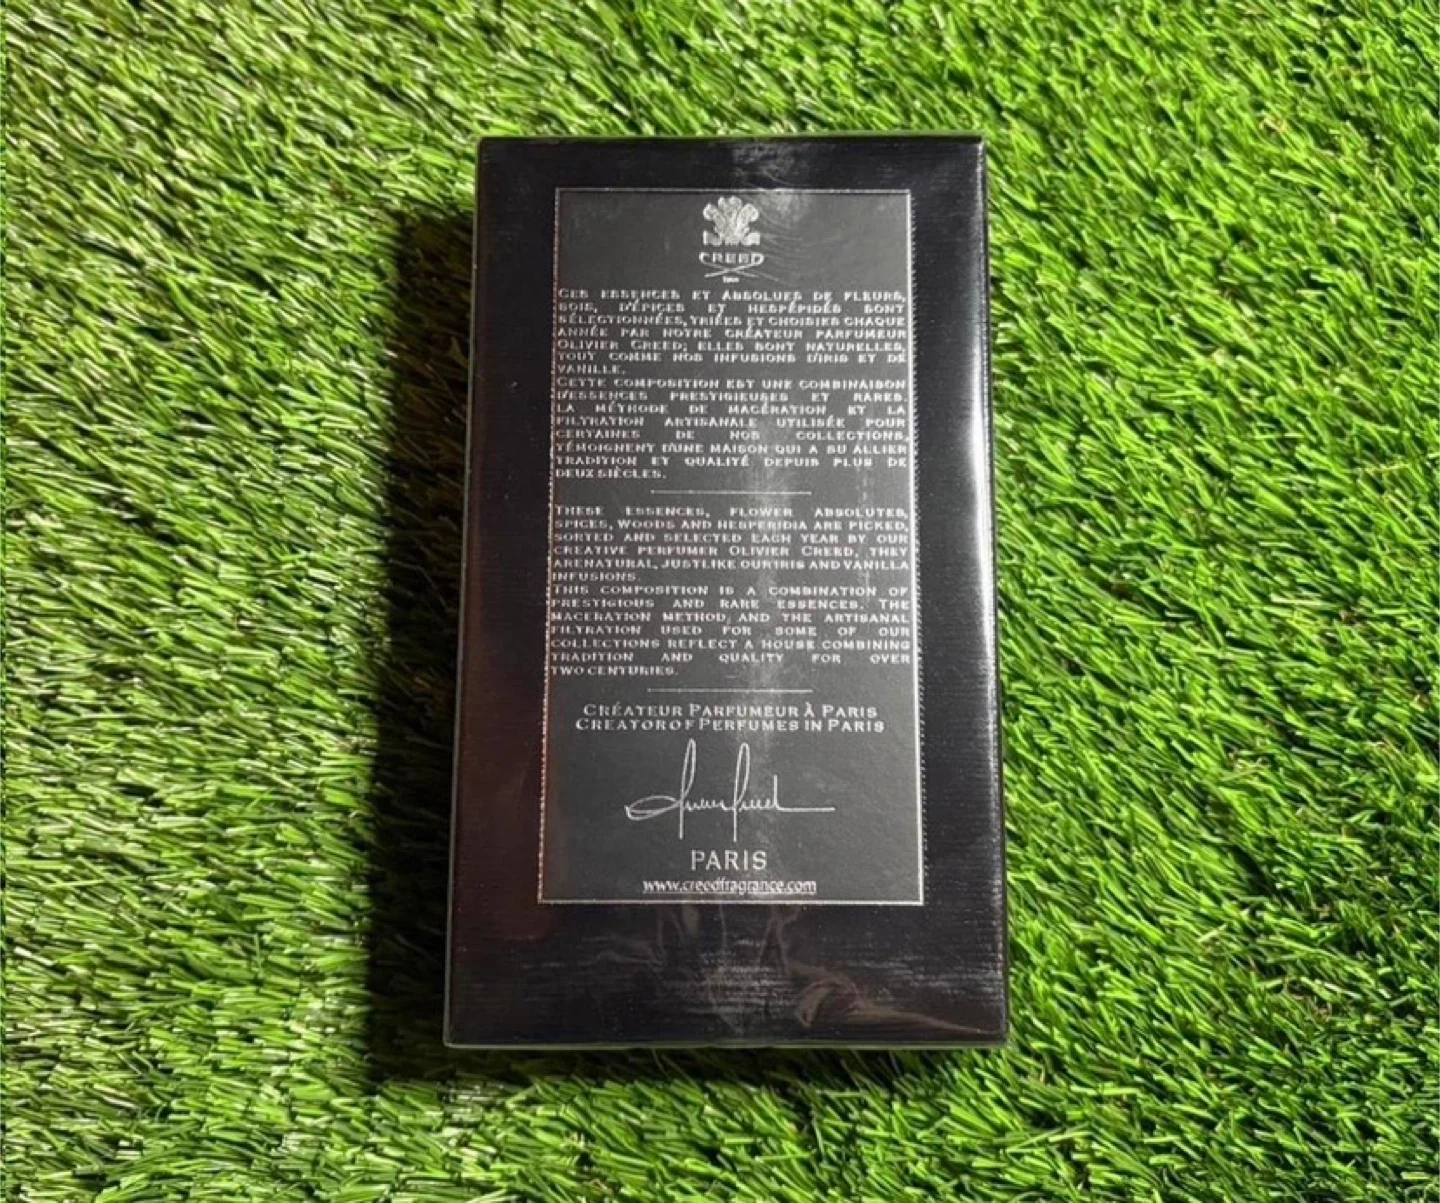 CREED
CES ESSENCES ET ABSOLUES DE FLEURS,
BOIS, D'ÉPICES ET HESPÉPIDÉS SONT
SÉLECTIONNÉES, TRIÉES ET CHOISIES CHAQUE
ANNÉE PAR NOTRE CRÉATEUR PARFUMEUR
OLIVIER CREED; ELLES SONT NATURELLES,
TOUT COMME NOS INFUSIONS D'IRIS ET DE
VANILLE.
CETTE COMPOSITION EST UNE COMBINAISON
D'ESSENCES PRESTIGIEUSES ET RARES.
LA MÉTHODE DE MACÉRATION ET LA
FILTRATION ARTISANALE UTILISÉE POUR
CERTAINES DE NOS COLLECTIONS,
TÉMOIGNENT D'UNE MAISON QUI A SU ALLIER
TRADITION ET QUALITÉ DEPUIS PLUS DE
DEUX SIÈCLES.
THESE ESSENCES, FLOWER ABSOLUTES,
SPICES, WOODS AND HESPERIDIA ARE PICKED,
SORTED AND SELECTED EACH YEAR BY OUR
CREATIVE PERFUMER OLIVIER CREED, THEY
ARENATURAL, JUSTLIKE OURIRIS AND VANILLA
INFUSIONS.
THIS COMPOSITION IS A COMBINATION OF
PRESTIGIOUS AND RARE ESSENCES. THE
MACERATION METHOD AND THE ARTISANAL
FILTRATION USED FOR SOME OF OUR
COLLECTIONS REFLECT A HOUSE COMBINING
TRADITION AND QUALITY FOR OVER
TWO CENTURIES.
CRÉATEUR PARFUMEUR À PARIS
CREATOR OF PERFUMES IN PARIS
PARIS
www.creedfragrance.com